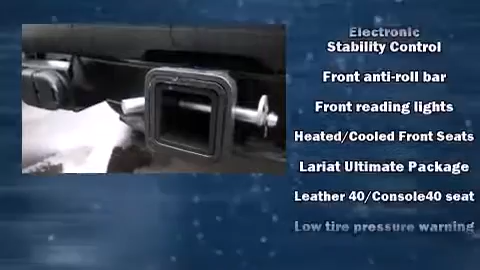 Electronic
Stability Control
Front anti-roll bar
Front reading lights
Heated/Cooled Front Seats
Lariat Ultimate Package
Leather 40/Console40 seat
Low tire pressure warning